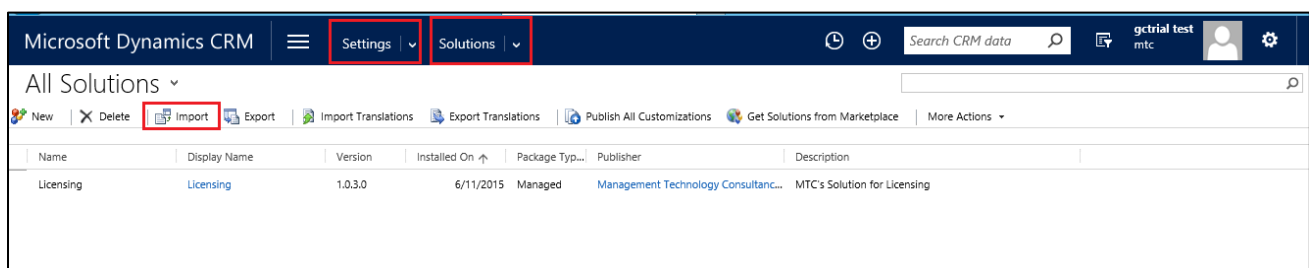 Microsoft Dynamics CRM Settings Solutions Search CRM data gctrial test
mtc
All Solutions
New Delete Import Export Import Translations Export Translations Publish All Customizations Get Solutions from Marketplace More Actions
Name Display Name Version Installed On Package Typ... Publisher Description
Licensing Licensing 1.0.3.0 6/11/2015 Managed Management Technology Consultanc... MTC's Solution for Licensing